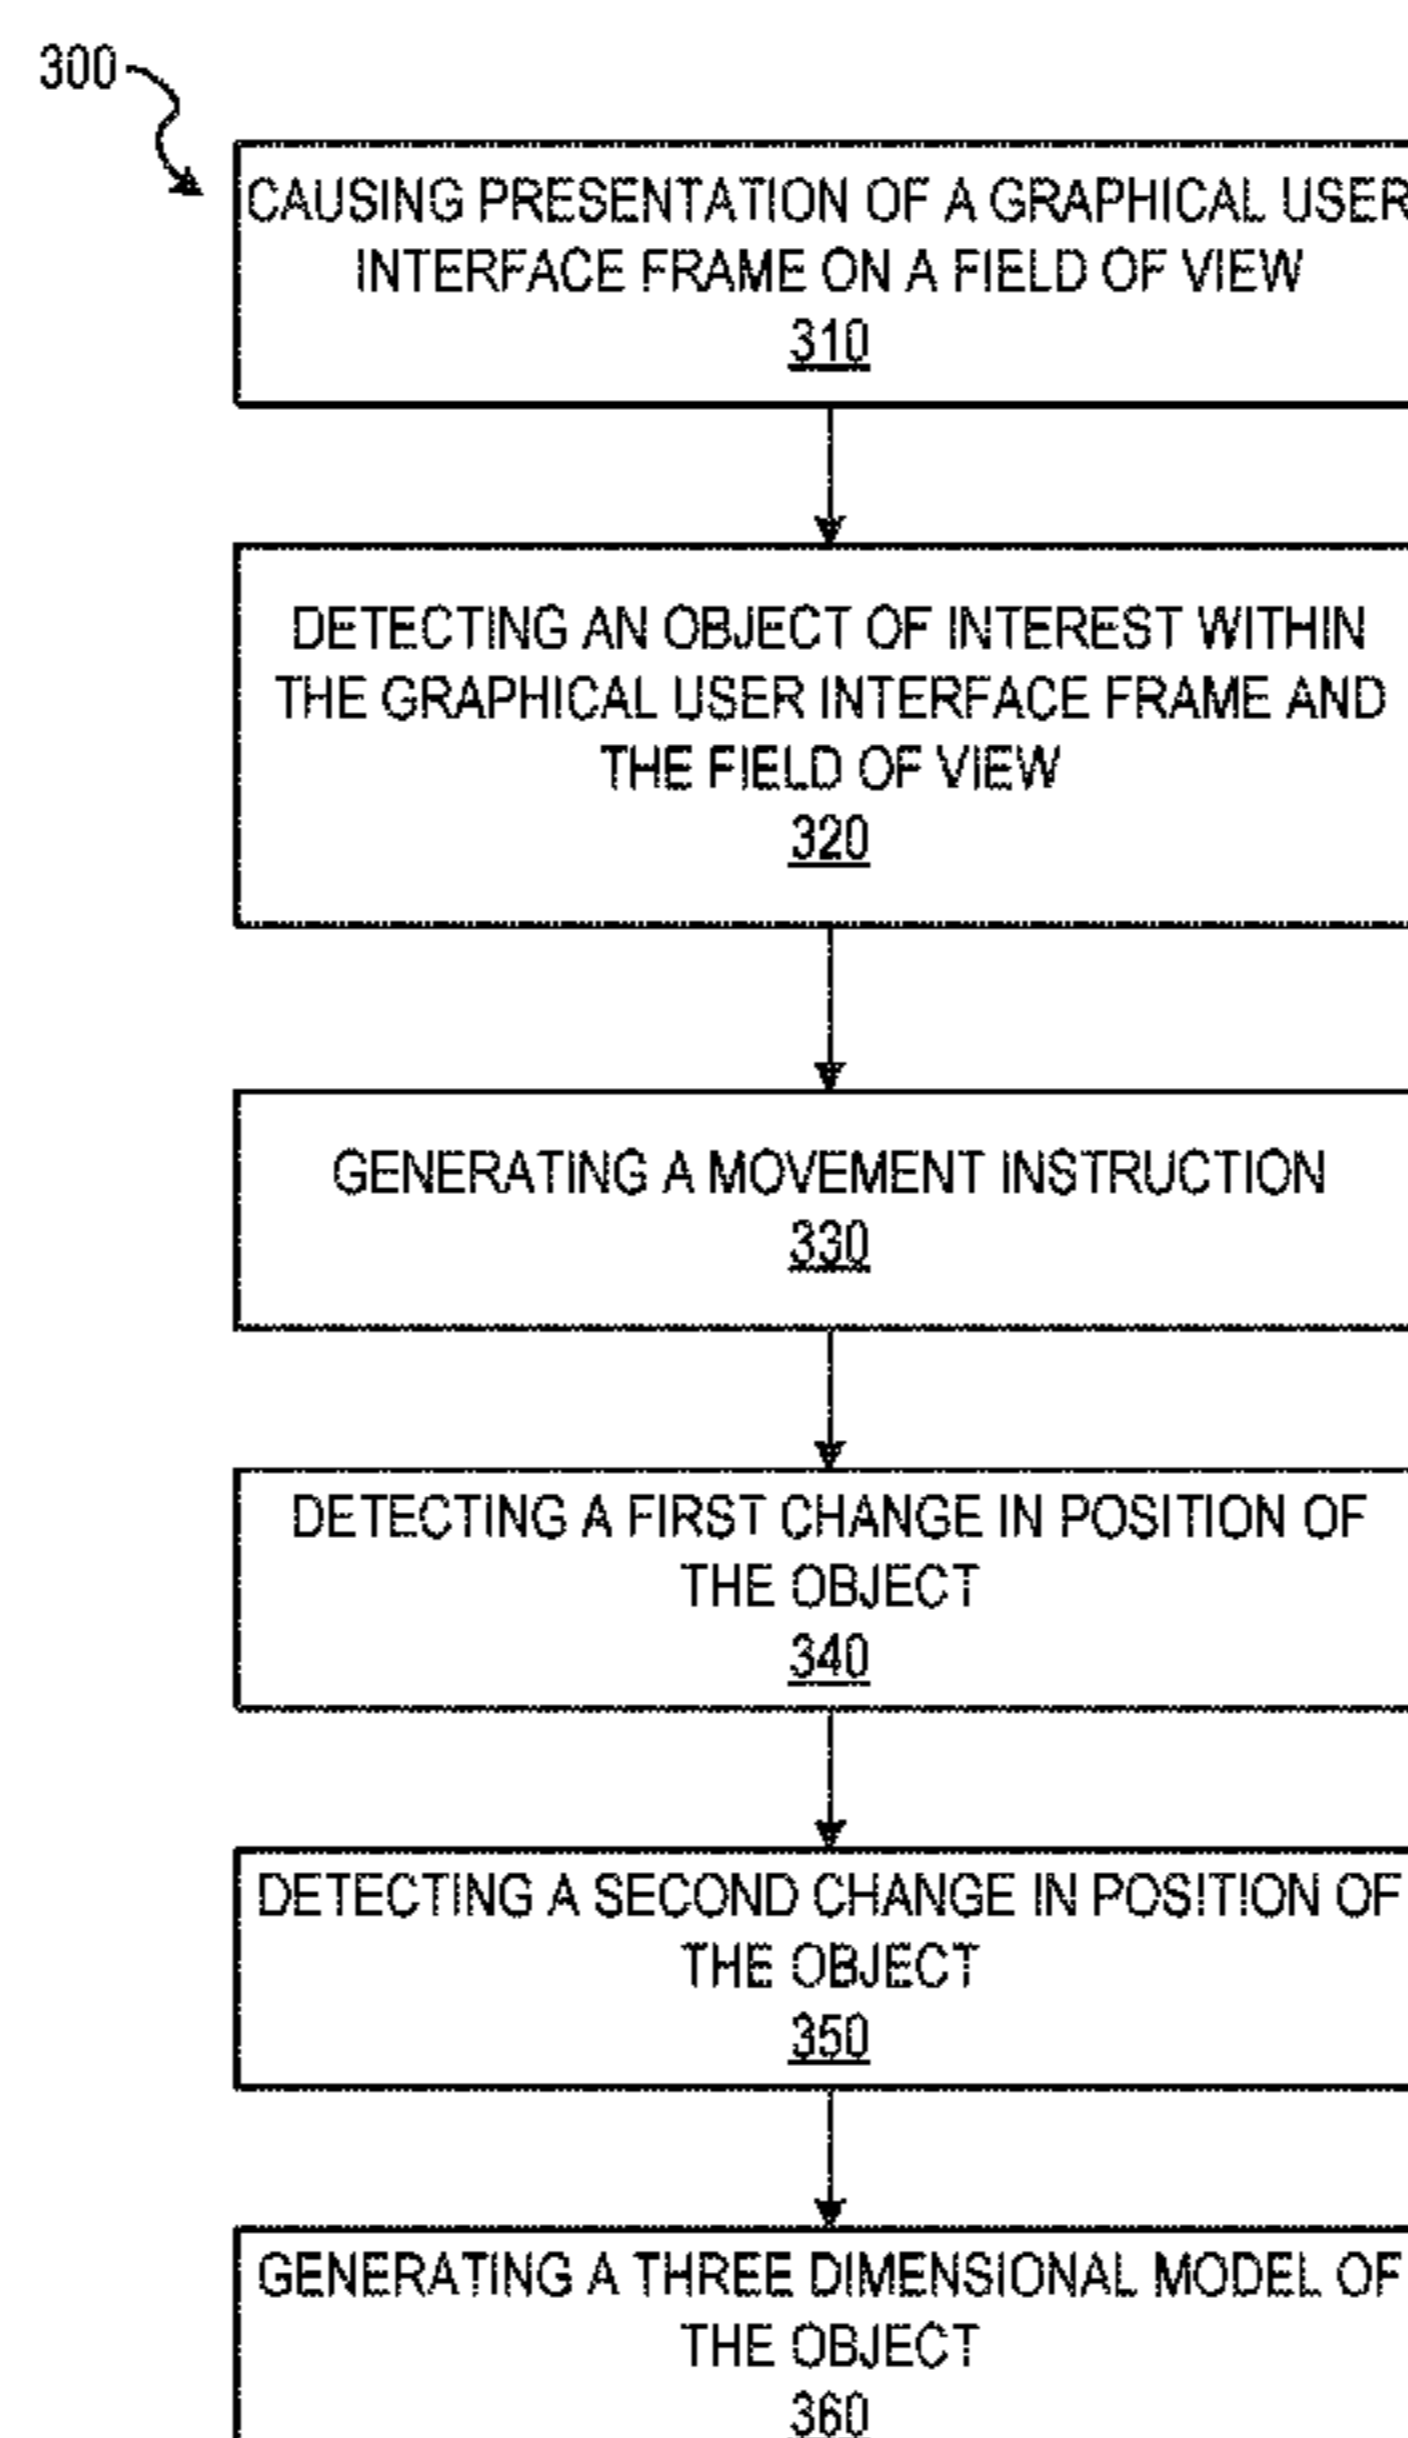 300
CAUSING PRESENTATION OF A GRAPHICAL USER
INTERFACE FRAME ON A FIELD OF VIEW
310
DETECTING AN OBJECT OF INTEREST WITHIN
THE GRAPHICAL USER INTERFACE FRAME AND
THE FIELD OF VIEW
320
GENERATING A MOVEMENT INSTRUCTION
330
DETECTING A FIRST CHANGE IN POSITION OF
THE OBJECT
340
DETECTING A SECOND CHANGE IN POSITION OF
THE OBJECT
350
GENERATING A THREE DIMENSIONAL MODEL OF
THE OBJECT
360